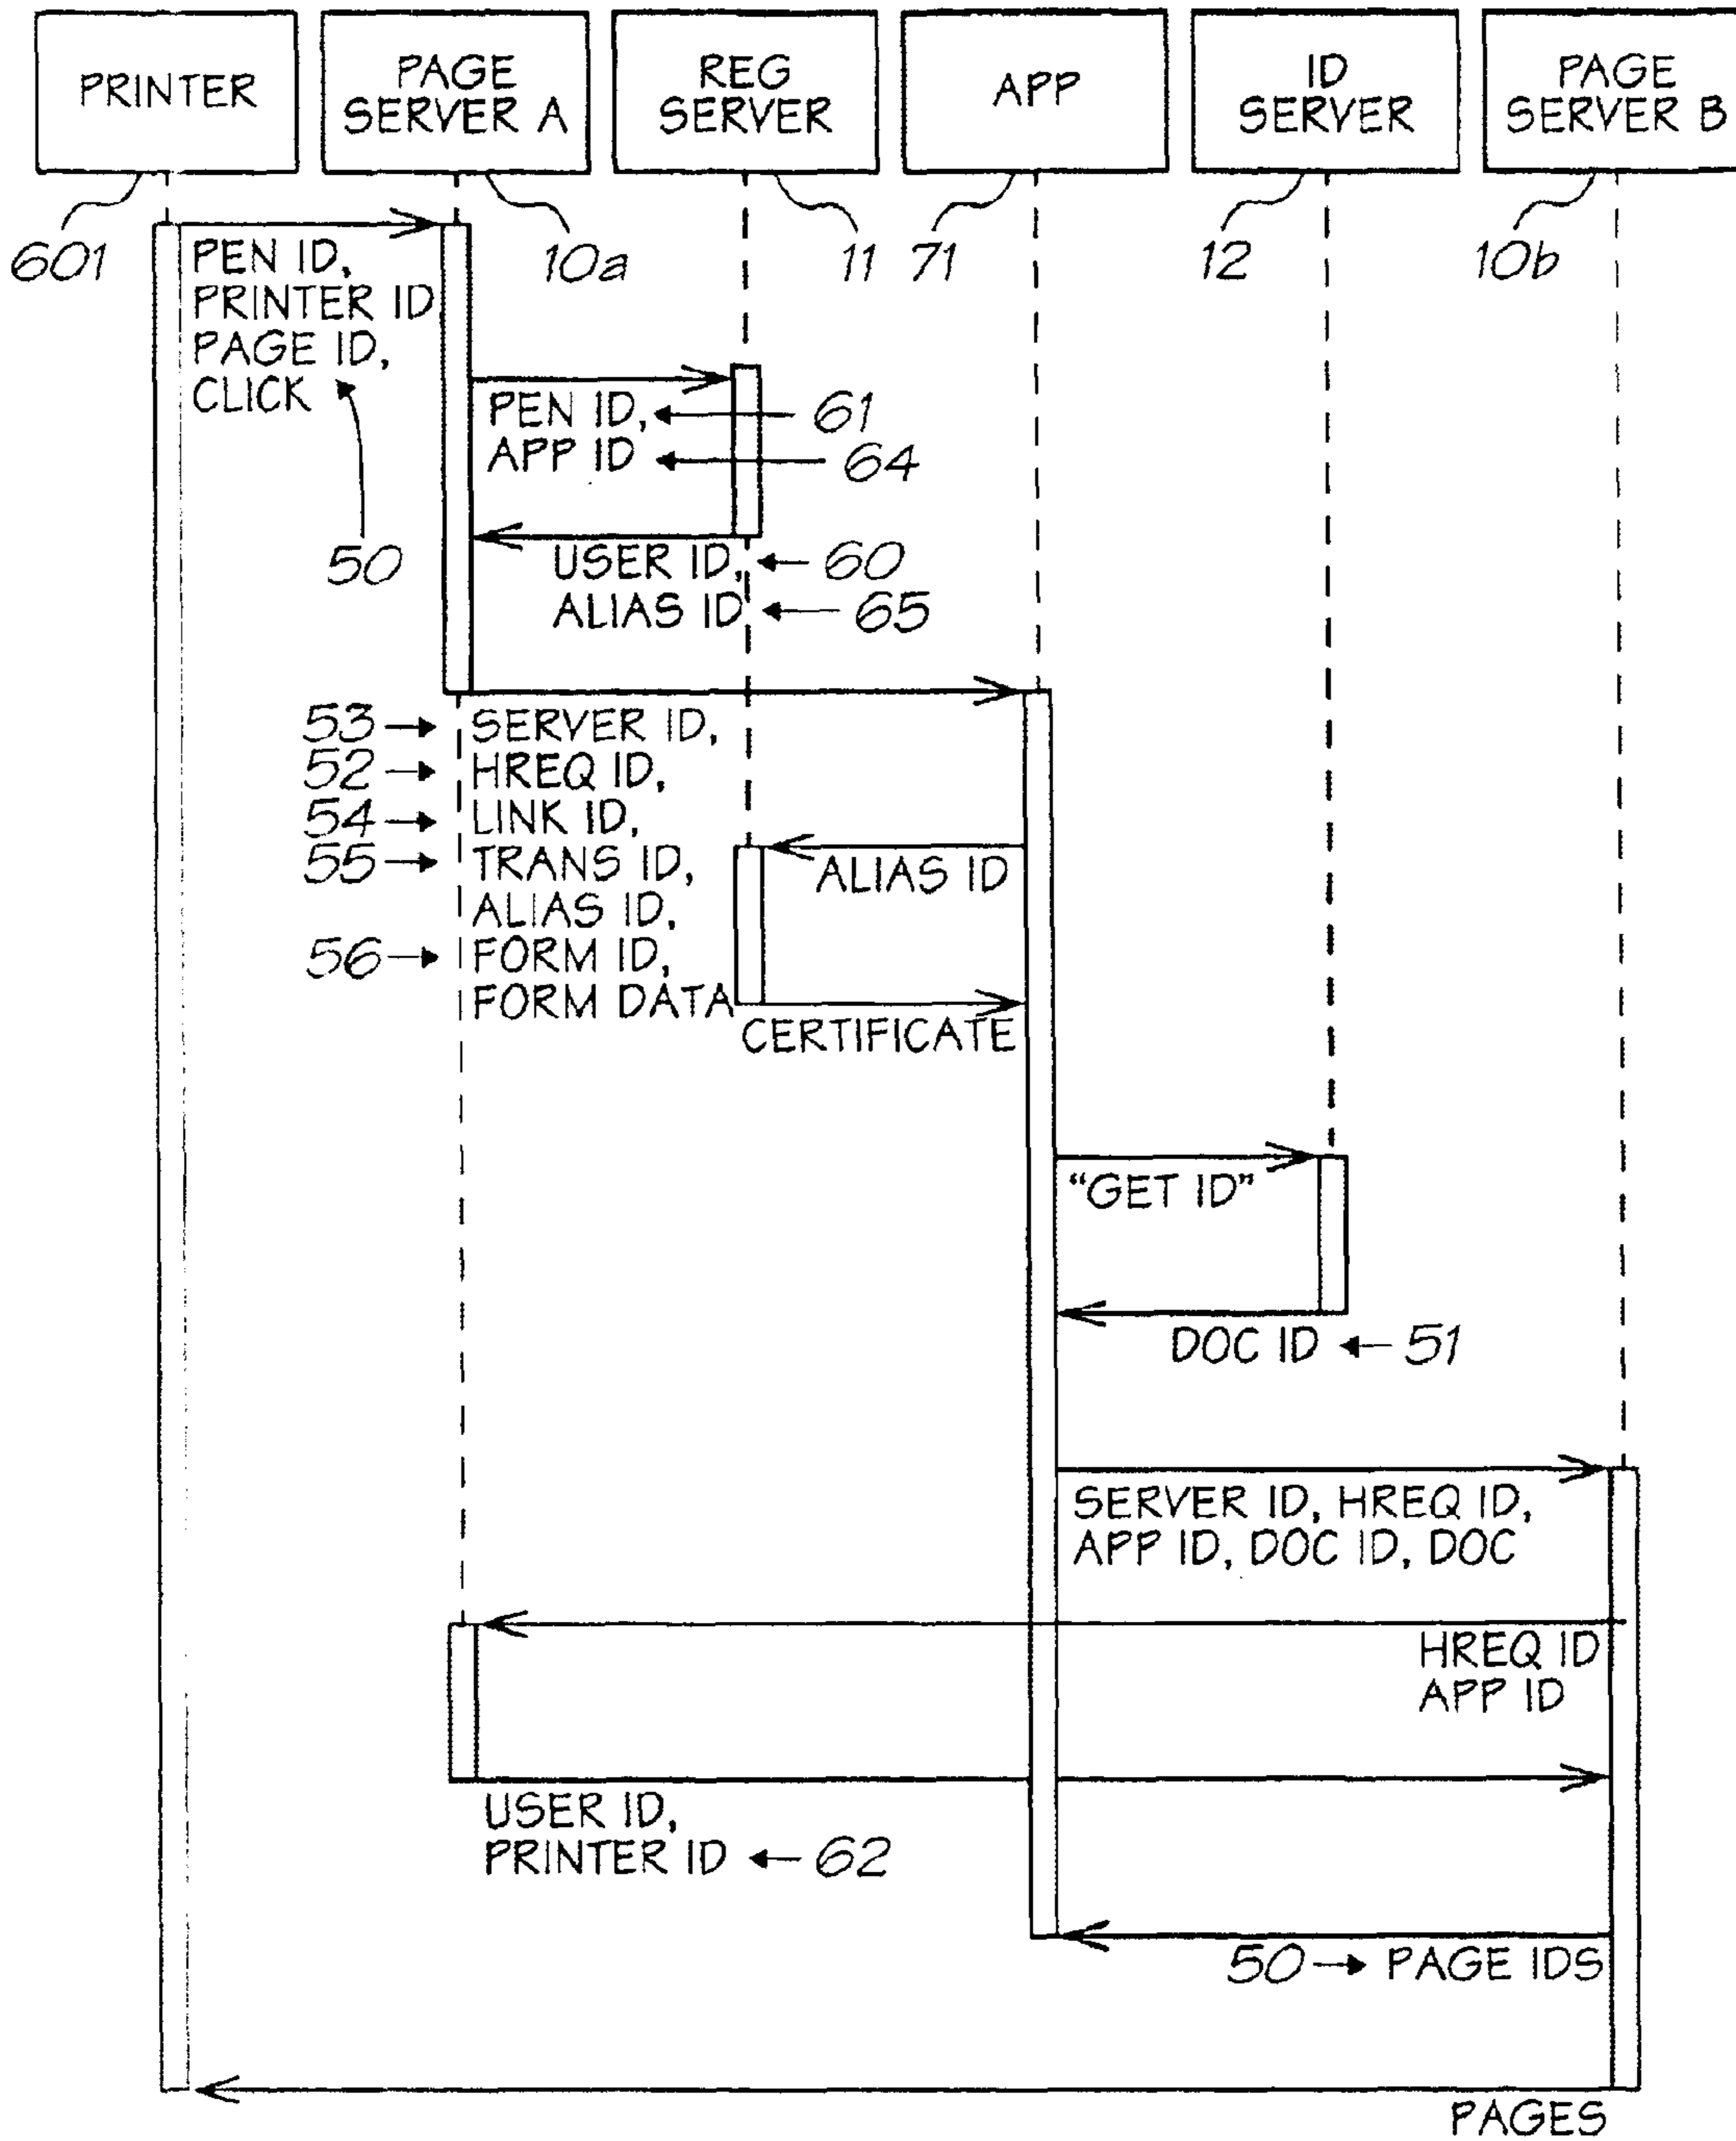 PRINTER
PAGE
SERVER A
REG
SERVER
APP
ID
SERVER
PAGE
SERVER B
601
10a
11
71
12
10b
PEN ID,
PRINTER ID
PAGE ID,
CLICK
50
PEN ID,
61
APP ID
64
USER ID,
60
ALIAS ID
65
53
SERVER ID,
52
HREQ ID,
54
LINK ID,
55
TRANS ID,
ALIAS ID,
56
FORM ID,
FORM DATA
ALIAS ID
CERTIFICATE
“GET ID”
DOC ID
51
SERVER ID, HREQ ID,
APP ID, DOC ID, DOC
HREQ ID
APP ID
USER ID,
PRINTER ID
62
50
PAGE IDS
PAGES